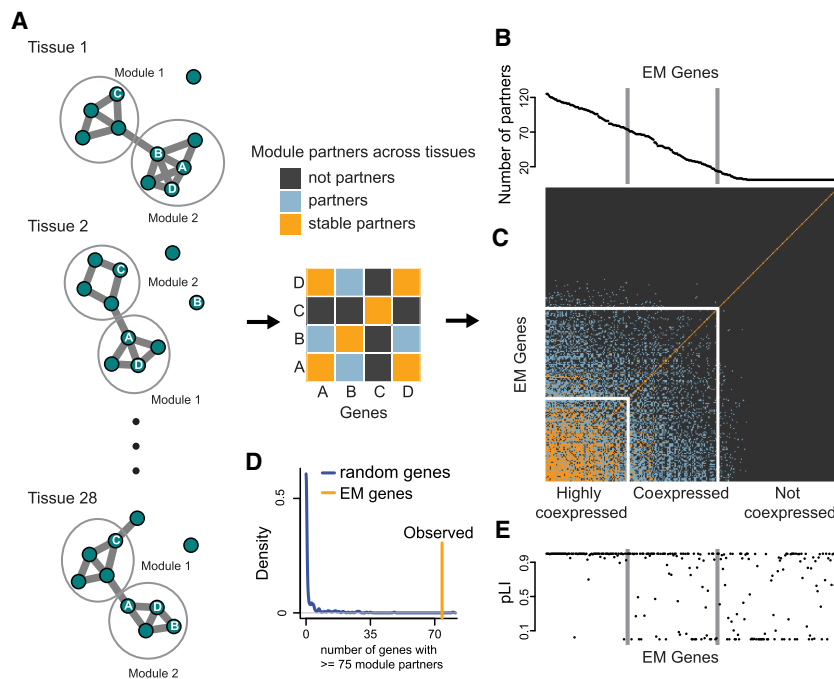 A
Tissue 1
Module 1
C
B
A
D
Module 2
Tissue 2
Module 2
C
B
A
D
Module 1
Tissue 28
Module 1
C
A
D
B
Module 2
Module partners across tissues
not partners
partners
stable partners
D
C
B
A
A B C D
Genes
B
EM Genes
Number of partners
120
70
20
C
EM Genes
Highly coexpressed
Coexpressed
Not coexpressed
D
random genes
EM genes
Observed
Density
0.5
0
0 35 70
number of genes with
>= 75 module partners
E
pLI
0.9
0.5
0.1
EM Genes